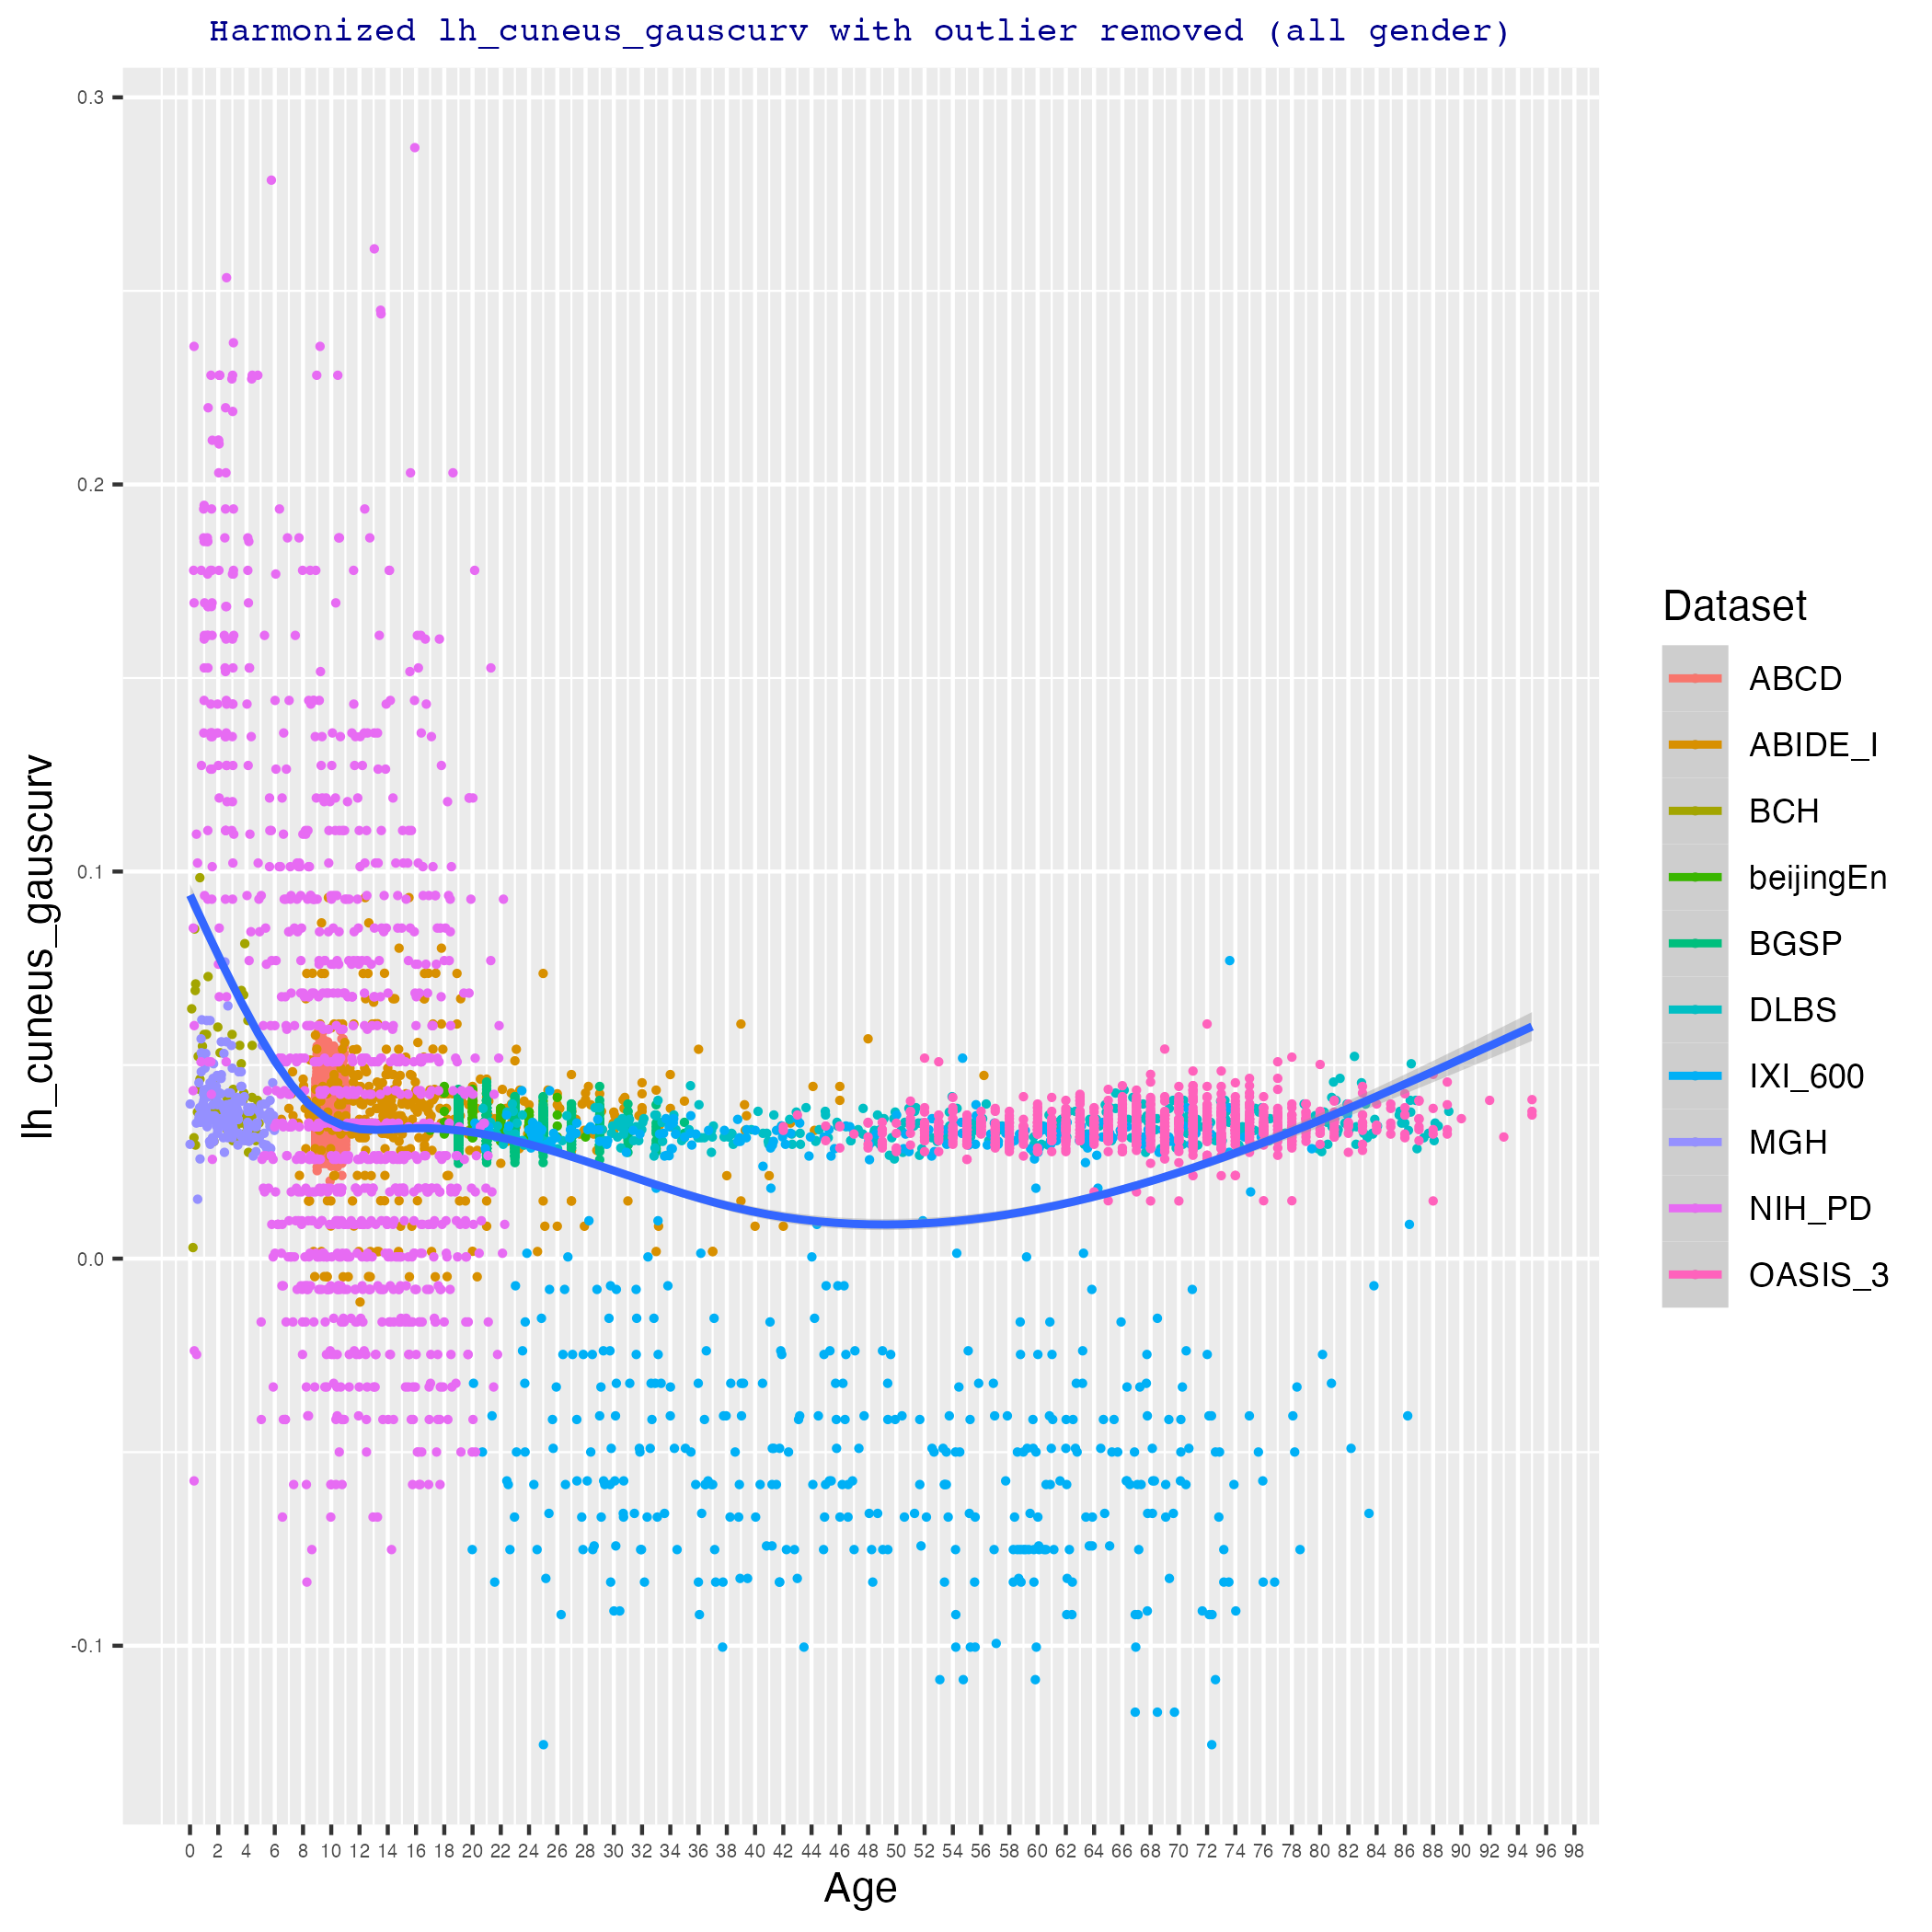 Harmonized lh_cuneus_gauscurv with outlier removed (all gender)
0.3
0.2
0.1
0.0
-0.1
lh_cuneus_gauscurv
0 2 4 6 8 10 12 14 16 18 20 22 24 26 28 30 32 34 36 38 40 42 44 46 48 50 52 54 56 58 60 62 64 66 68 70 72 74 76 78 80 82 84 86 88 90 92 94 96 98
Age
Dataset
ABCD
ABIDE_I
BCH
beijingEn
BGSP
DLBS
IXI_600
MGH
NIH_PD
OASIS_3